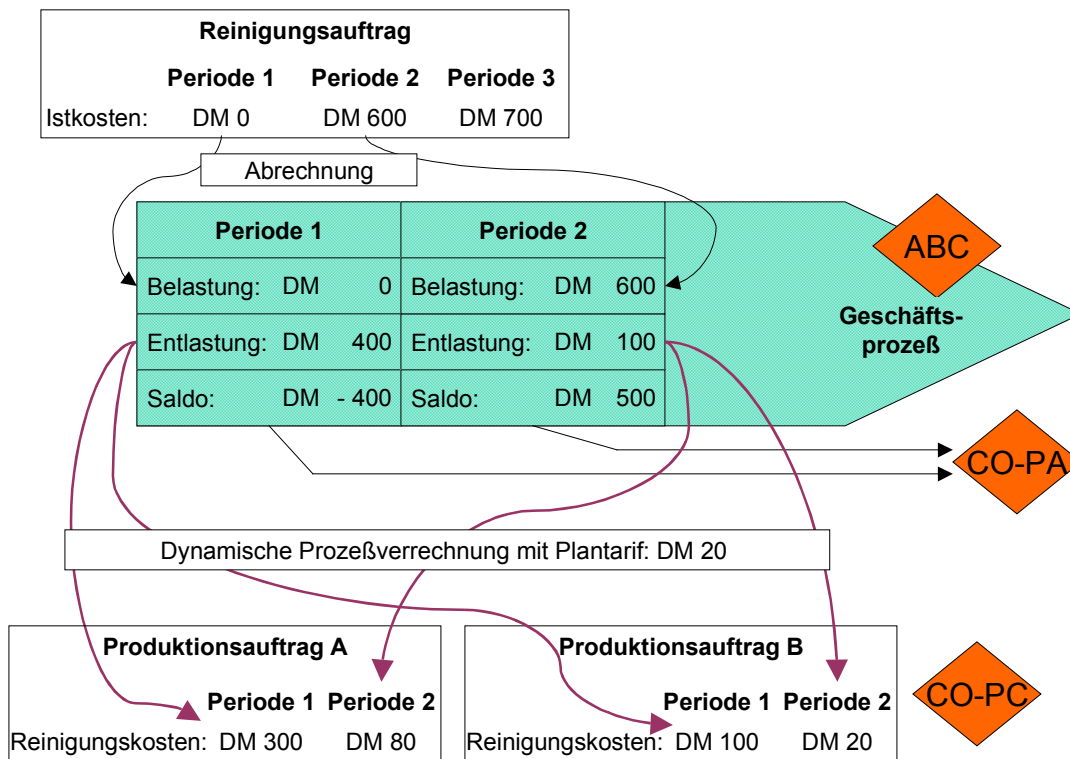 Reinigungsauftrag
Periode 1 Periode 2 Periode 3
Istkosten: DM 0 DM 600 DM 700
Abrechnung
Periode 1 Periode 2
ABC
Belastung: DM 0 Belastung: DM 600
Geschäfts-
prozeß
Entlastung: DM 400 Entlastung: DM 100
Saldo: DM - 400 Saldo: DM 500
CO-PA
Dynamische Prozeßverrechnung mit Plantarif: DM 20
Produktionsauftrag A
Periode 1 Periode 2
Reinigungskosten: DM 300 DM 80
Produktionsauftrag B
Periode 1 Periode 2
Reinigungskosten: DM 100 DM 20
CO-PC